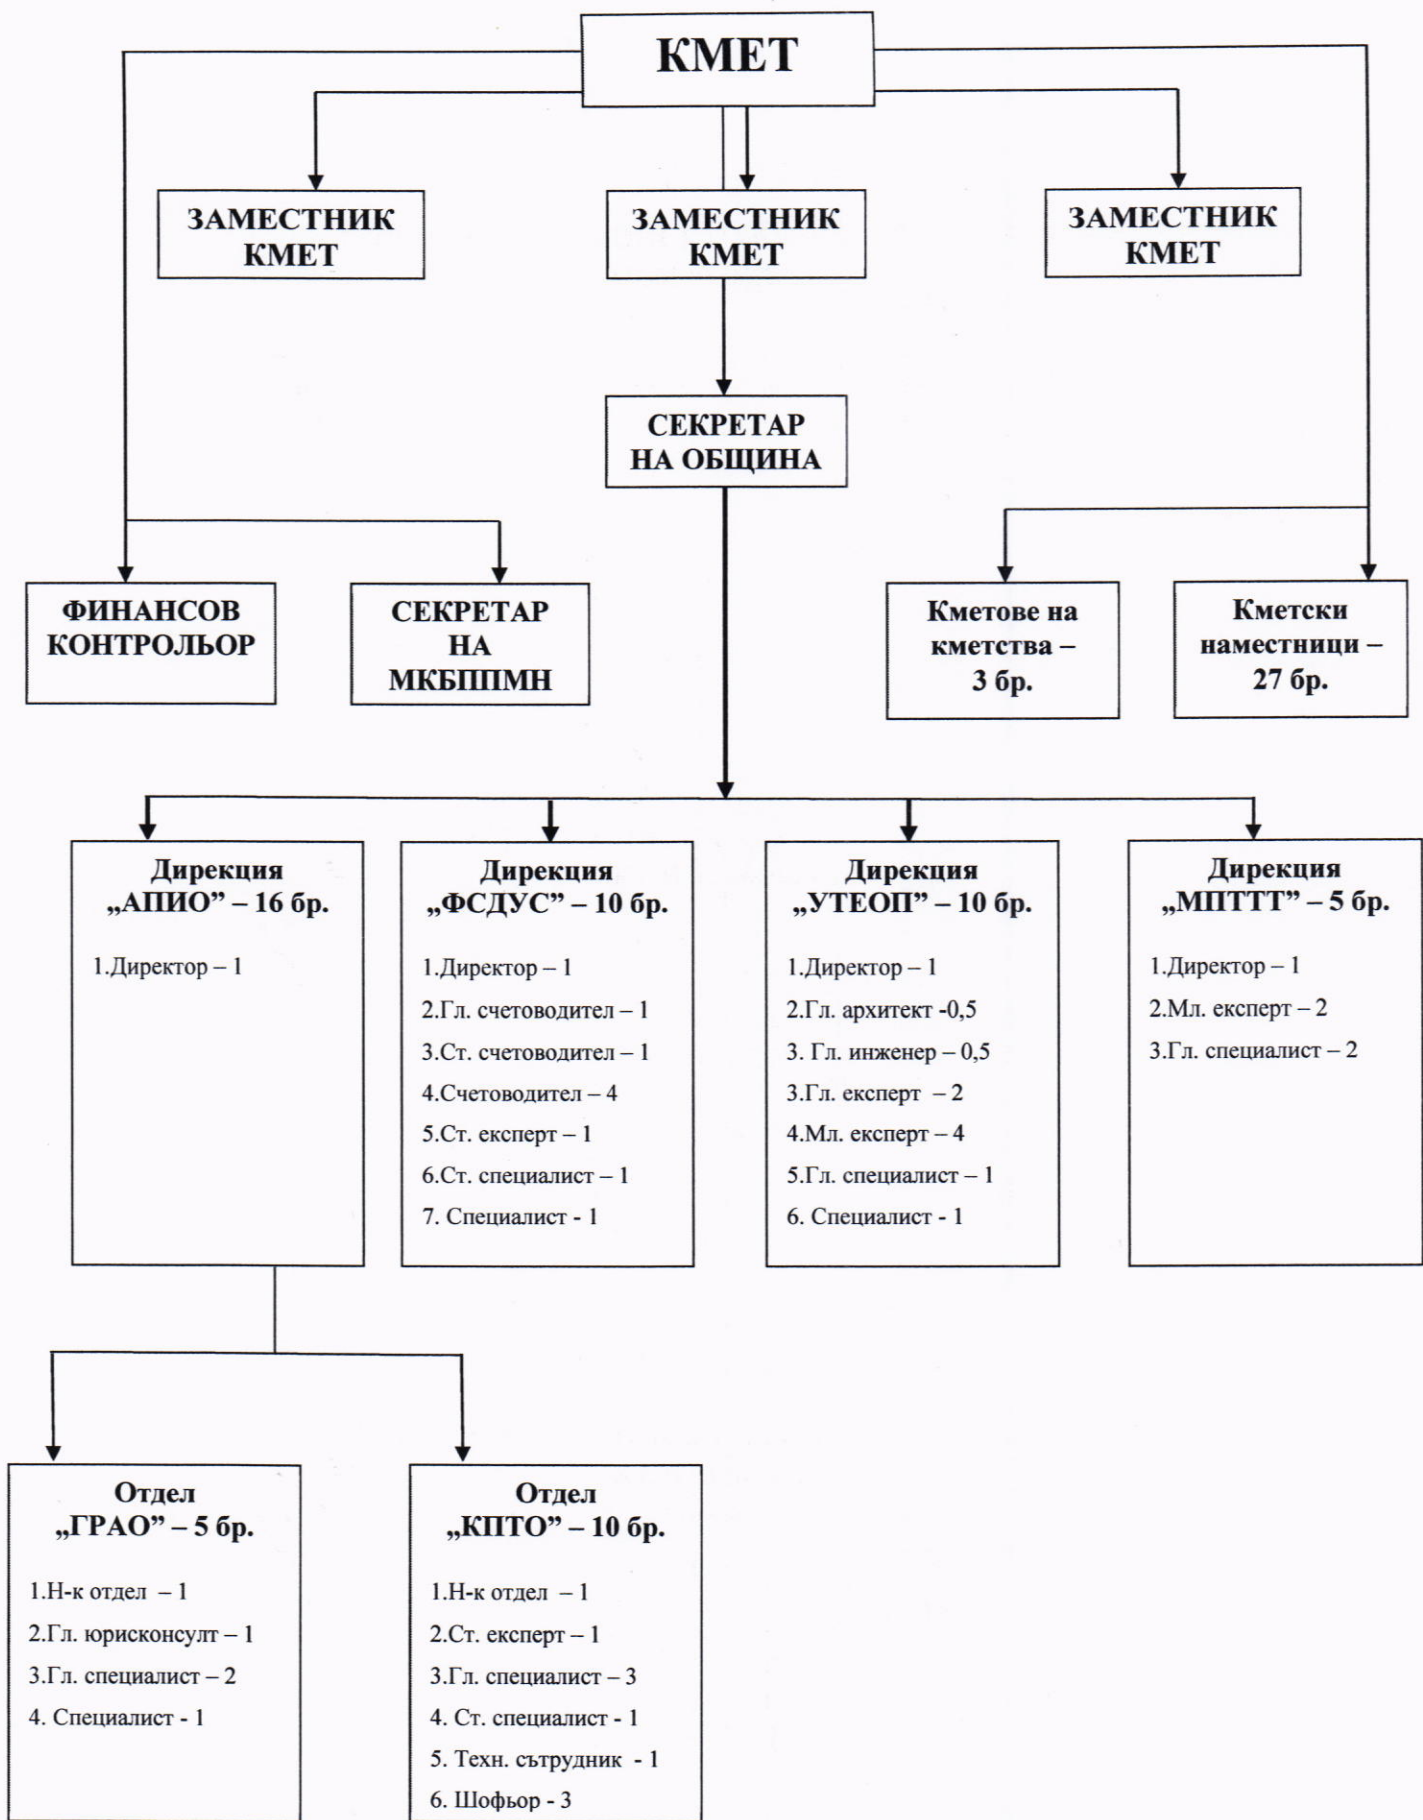 КМЕТ
ЗАМЕСТНИК
КМЕТ
ЗАМЕСТНИК
КМЕТ
ЗАМЕСТНИК
КМЕТ
СЕКРЕТАР
НА ОБЩИНА
ФИНАНСОВ
КОНТРОЛЬОР
СЕКРЕТАР
НА
МКБППМН
Кметове на
кметства –
3 бр.
Кметски
наместници –
27 бр.
Дирекция
„АПИО” – 16 бр.
1.Директор – 1
Дирекция
„ФСДУС” – 10 бр.
1.Директор – 1
2.Гл. счетоводител – 1
3.Ст. счетоводител – 1
4.Счетоводител – 4
5.Ст. експерт – 1
6.Ст. специалист – 1
7. Специалист - 1
Дирекция
„УТЕОП” – 10 бр.
1.Директор – 1
2.Гл. архитект -0,5
3. Гл. инженер – 0,5
3.Гл. експерт – 2
4.Мл. експерт – 4
5.Гл. специалист – 1
6. Специалист - 1
Дирекция
„МПТТТ” – 5 бр.
1.Директор – 1
2.Мл. експерт – 2
3.Гл. специалист – 2
Отдел
„ГРАО” – 5 бр.
1.Н-к отдел – 1
2.Гл. юрисконсулт – 1
3.Гл. специалист – 2
4. Специалист - 1
Отдел
„КПТО” – 10 бр.
1.Н-к отдел – 1
2.Ст. експерт – 1
3.Гл. специалист – 3
4. Ст. специалист - 1
5. Техн. сътрудник - 1
6. Шофьор - 3